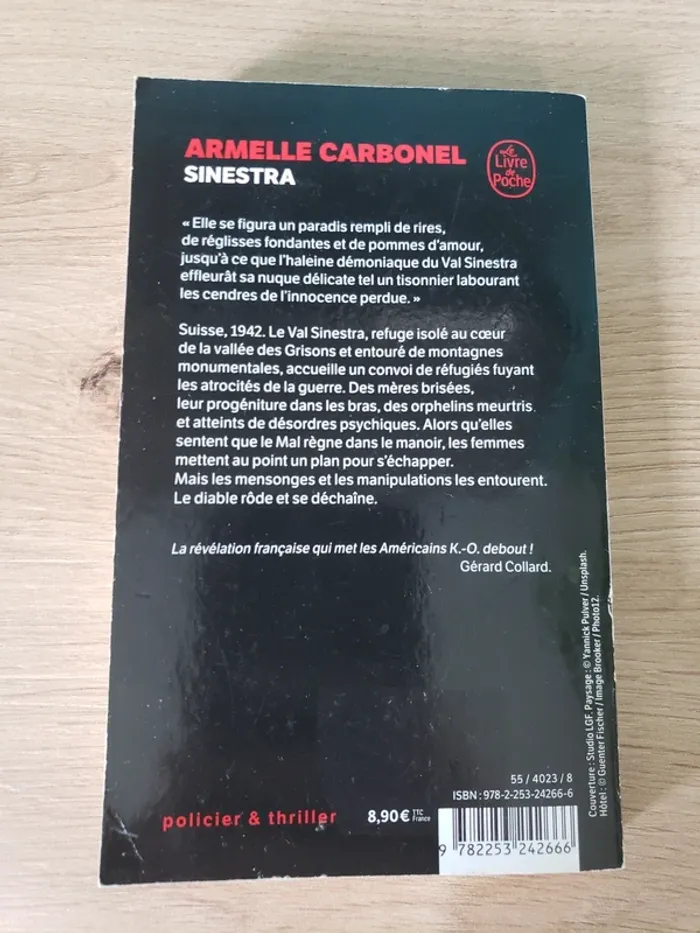 ARMELLE CARBONEL
SINESTRA
Le
Livre
de
Poche
« Elle se figura un paradis rempli de rires,
de réglisses fondantes et de pommes d’amour,
jusqu’à ce que l’haleine démoniaque du Val Sinestra
effleurât sa nuque délicate tel un tisonnier labourant
les cendres de l’innocence perdue. »
Suisse, 1942. Le Val Sinestra, refuge isolé au cœur
de la vallée des Grisons et entouré de montagnes
monumentales, accueille un convoi de réfugiés fuyant
les atrocités de la guerre. Des mères brisées,
leur progéniture dans les bras, des orphelins meurtris
et atteints de désordres psychiques. Alors qu’elles
sentent que le Mal règne dans le manoir, les femmes
mettent au point un plan pour s’échapper.
Mais les mensonges et les manipulations les entourent.
Le diable rôde et se déchaîne.
La révélation française qui met les Américains K.-O. debout !
Gérard Collard.
Couverture : Studio LGF. Paysage : © Yannick Pulver / Unsplash.
Hôtel : © Guenter Fischer / Image Brooker / Photo12.
55 / 4023 / 8
ISBN : 978-2-253-24266-6
policier & thriller
8,90 € TTC
France
9 782253 242666